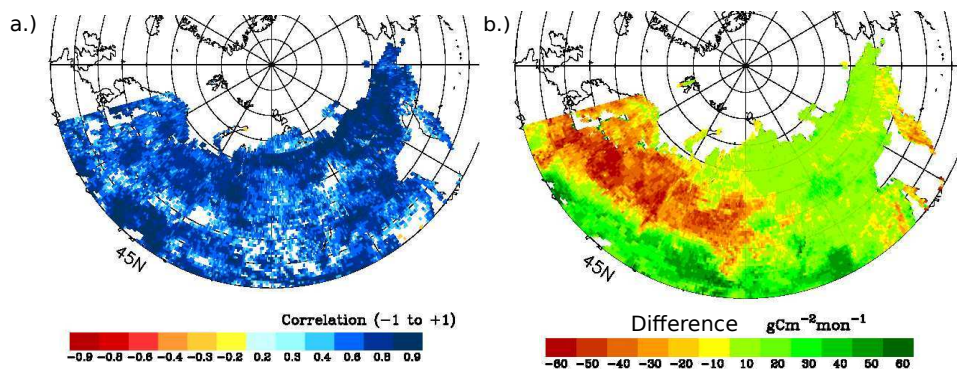 a.)
b.)
45N
45N
Correlation (−1 to +1)
−0.9 −0.8 −0.6 −0.4 −0.3 −0.2 0.2 0.3 0.4 0.6 0.8 0.9
Difference gCm⁻²mon⁻¹
−60 −50 −40 −30 −20 −10 10 20 30 40 50 60